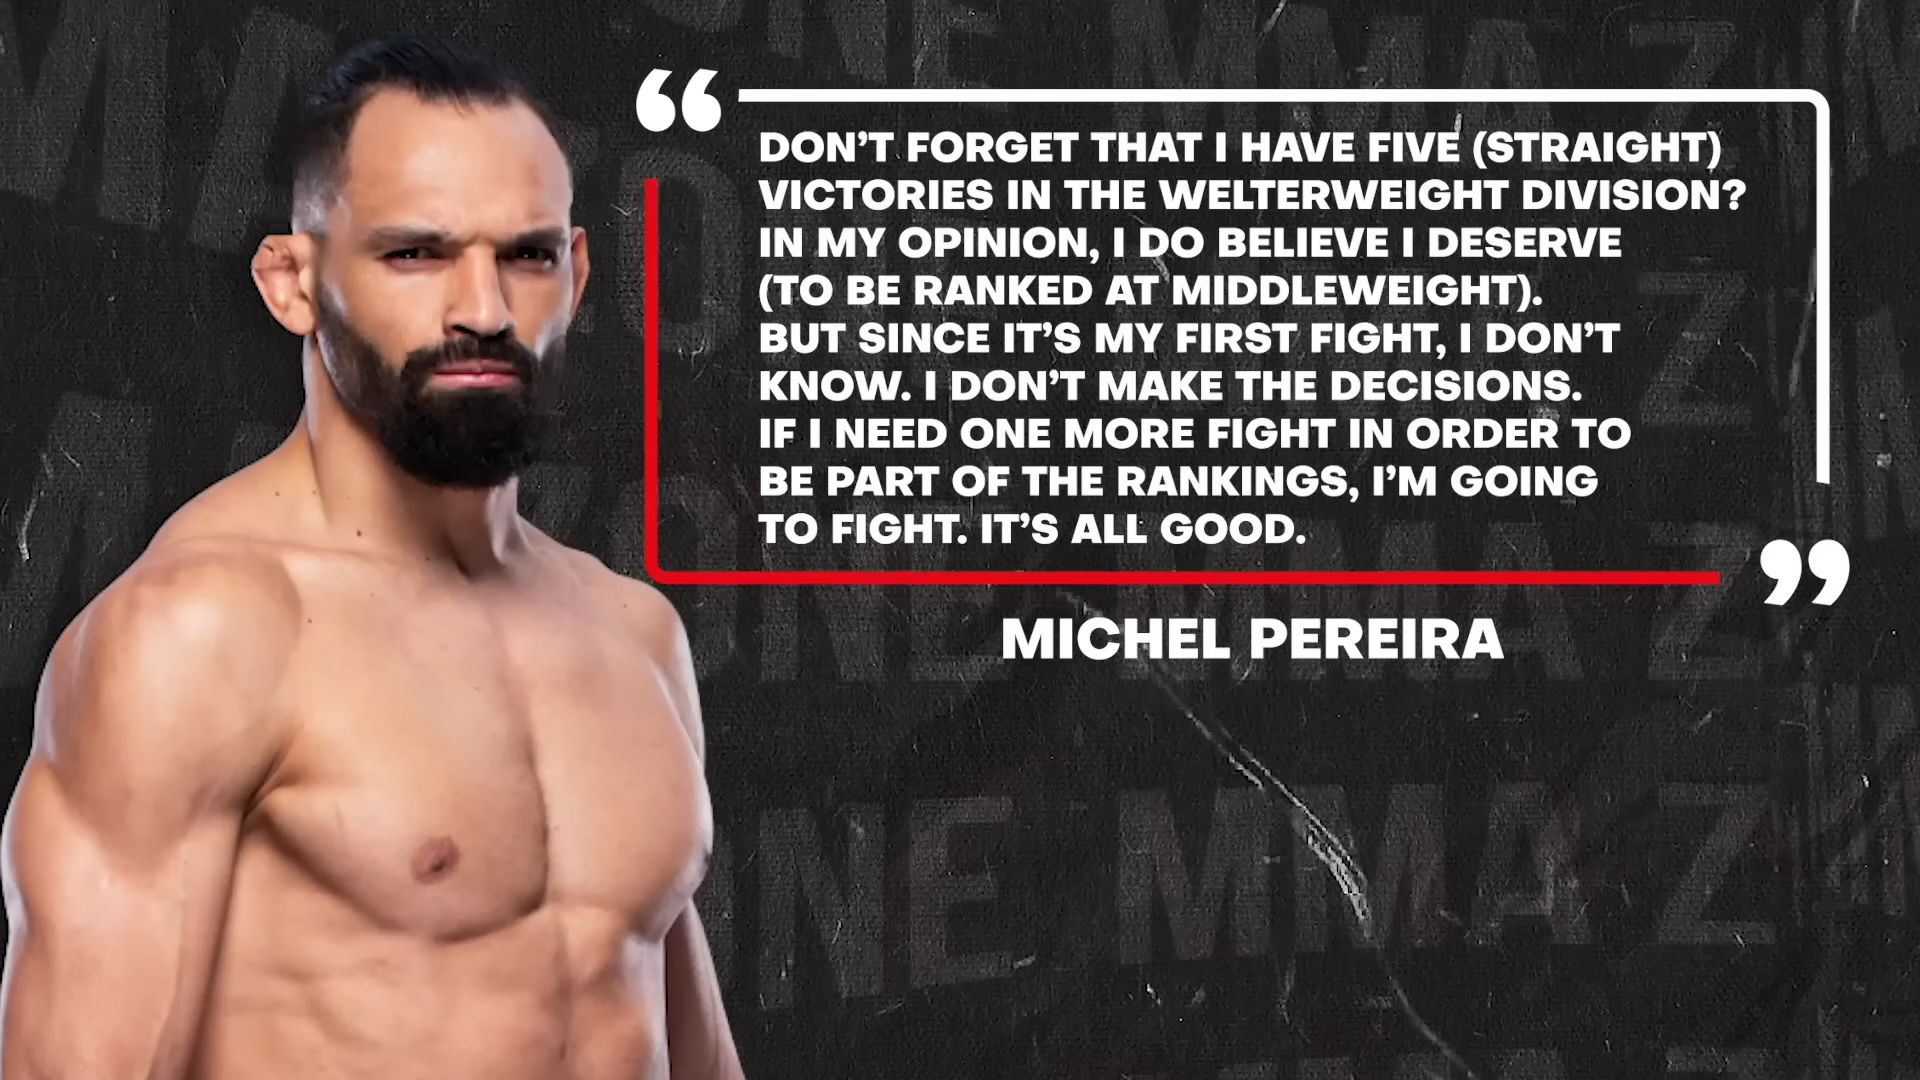 DON'T FORGET THAT I HAVE FIVE (STRAIGHT)
VICTORIES IN THE WELTERWEIGHT DIVISION?
IN MY OPINION, I DO BELIEVE I DESERVE
(TO BE RANKED AT MIDDLEWEIGHT).
BUT SINCE IT'S MY FIRST FIGHT, I DON'T
KNOW. I DON'T MAKE THE DECISIONS.
IF I NEED ONE MORE FIGHT IN ORDER TO
BE PART OF THE RANKINGS, I'M GOING
TO FIGHT. IT'S ALL GOOD.
MICHEL PEREIRA